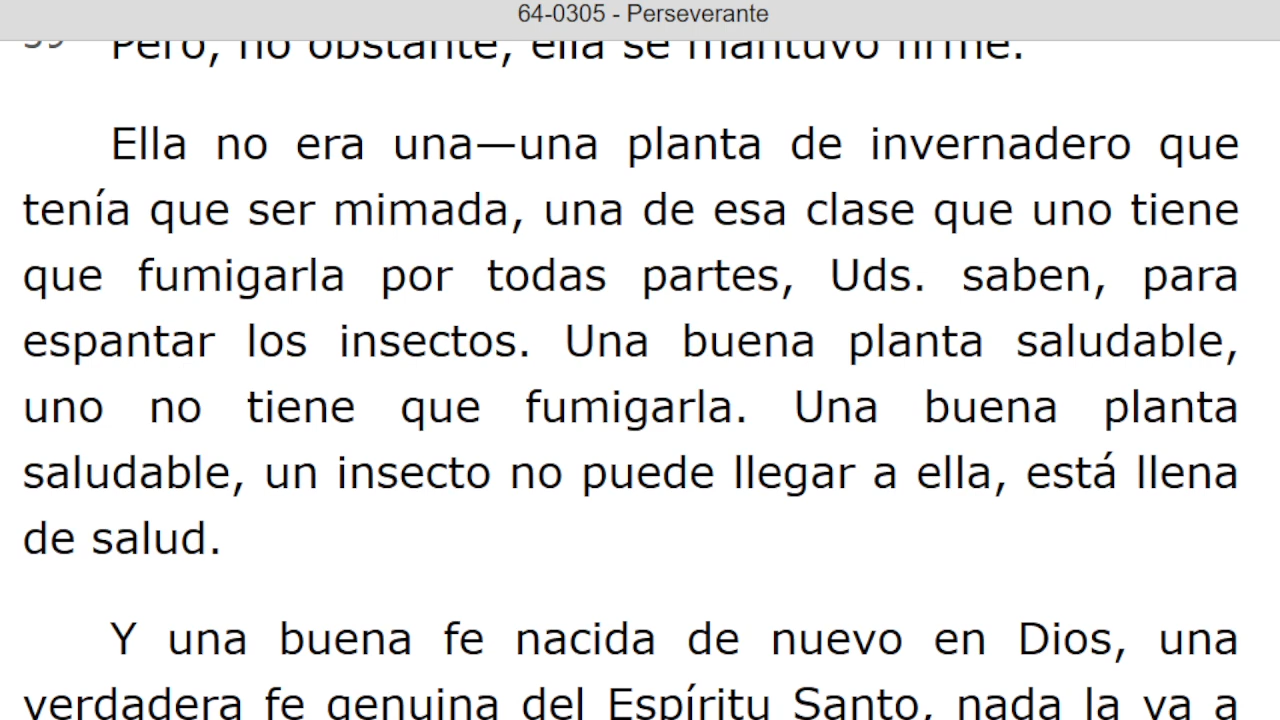 64-0305 - Perseverante
59 Pero, no obstante, ella se mantuvo firme.
Ella no era una—una planta de invernadero que
tenía que ser mimada, una de esa clase que uno tiene
que fumigarla por todas partes, Uds. saben, para
espantar los insectos. Una buena planta saludable,
uno no tiene que fumigarla. Una buena planta
saludable, un insecto no puede llegar a ella, está llena
de salud.
Y una buena fe nacida de nuevo en Dios, una
verdadera fe genuina del Espíritu Santo, nada la va a